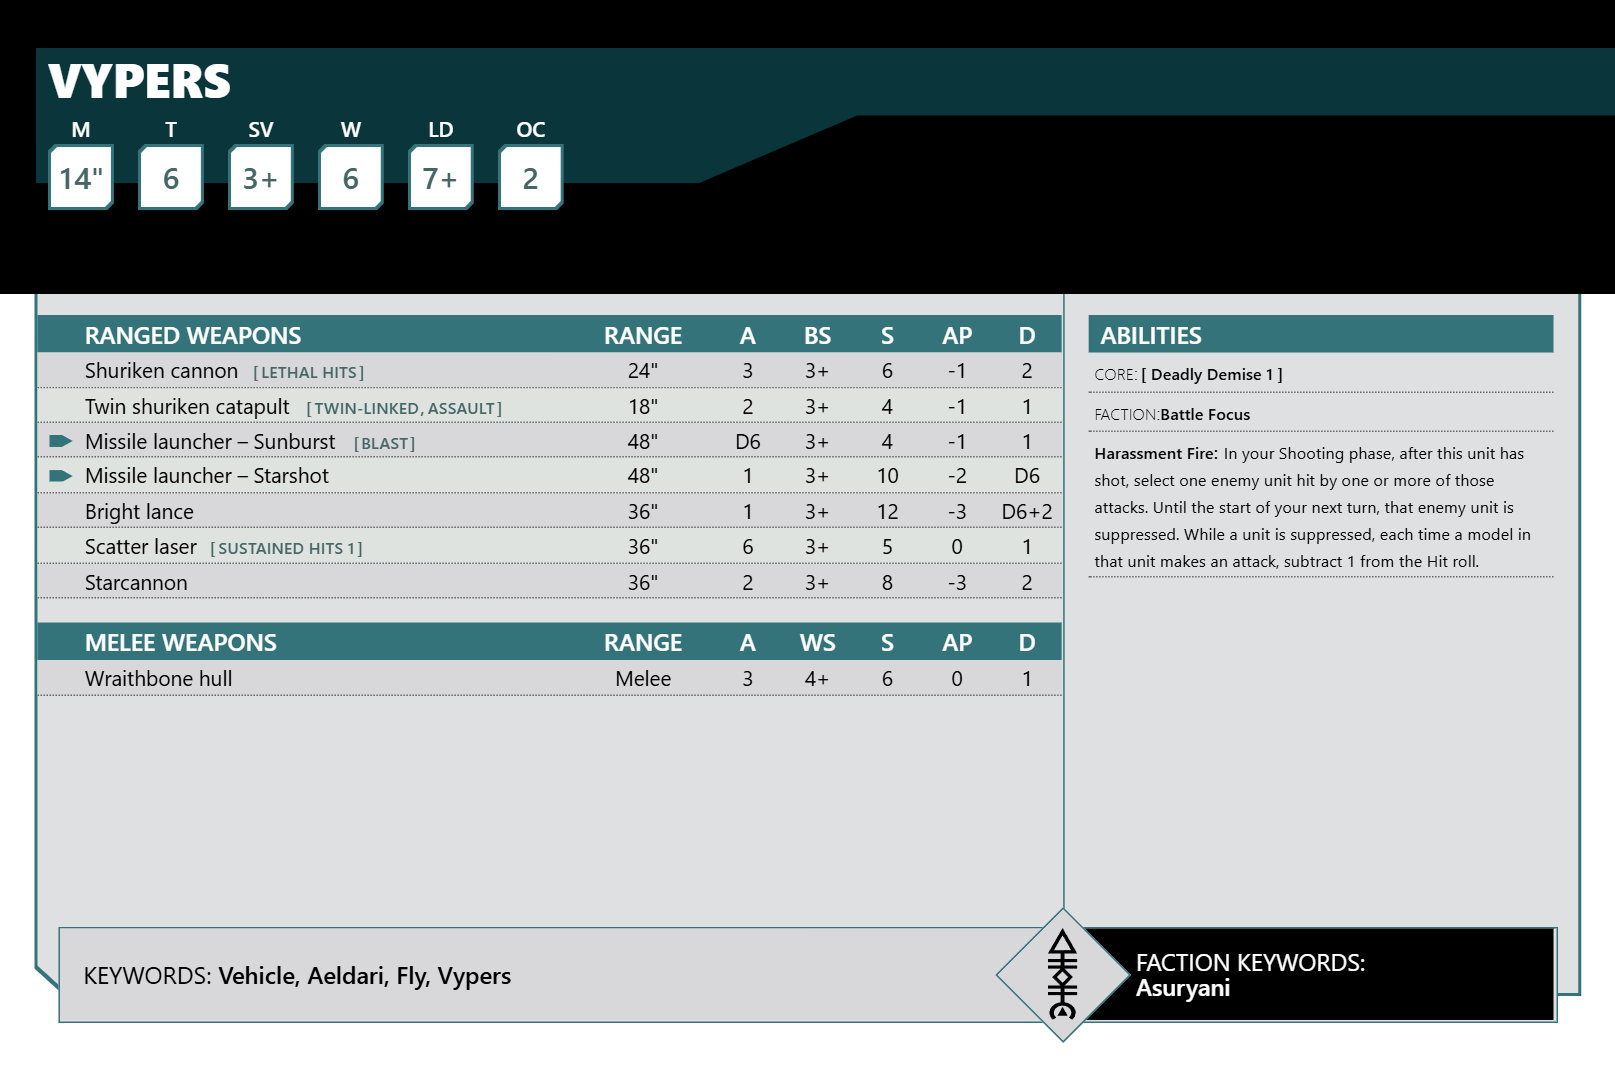 VYPERS
M T SV W LD OC
14" 6 3+ 6 7+ 2
RANGED WEAPONS RANGE A BS S AP D
Shuriken cannon [LETHAL HITS] 24" 3 3+ 6 -1 2
Twin shuriken catapult [TWIN-LINKED, ASSAULT] 18" 2 3+ 4 -1 1
Missile launcher – Sunburst [BLAST] 48" D6 3+ 4 -1 1
Missile launcher – Starshot 48" 1 3+ 10 -2 D6
Bright lance 36" 1 3+ 12 -3 D6+2
Scatter laser [SUSTAINED HITS 1] 36" 6 3+ 5 0 1
Starcannon 36" 2 3+ 8 -3 2
MELEE WEAPONS RANGE A WS S AP D
Wraithbone hull Melee 3 4+ 6 0 1
ABILITIES
CORE: [ Deadly Demise 1 ]
FACTION:Battle Focus
Harassment Fire: In your Shooting phase, after this unit has
shot, select one enemy unit hit by one or more of those
attacks. Until the start of your next turn, that enemy unit is
suppressed. While a unit is suppressed, each time a model in
that unit makes an attack, subtract 1 from the Hit roll.
KEYWORDS: Vehicle, Aeldari, Fly, Vypers
FACTION KEYWORDS:
Asuryani